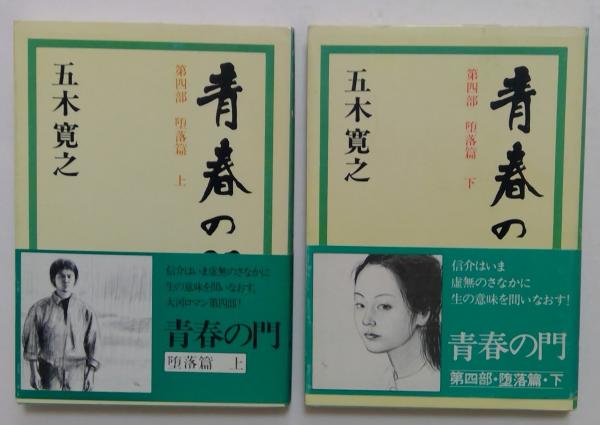 青春の門
第四部 堕落篇 上
五木寛之
信介はいま虚無のさなかに
生の意味を問いなおす。
大河ロマン第四部！
青春の門
堕落篇 上
青春の
第四部 堕落篇 下
五木寛之
信介はいま
虚無のさなかに
生の意味を問いなおす！
青春の門
第四部・堕落篇・下